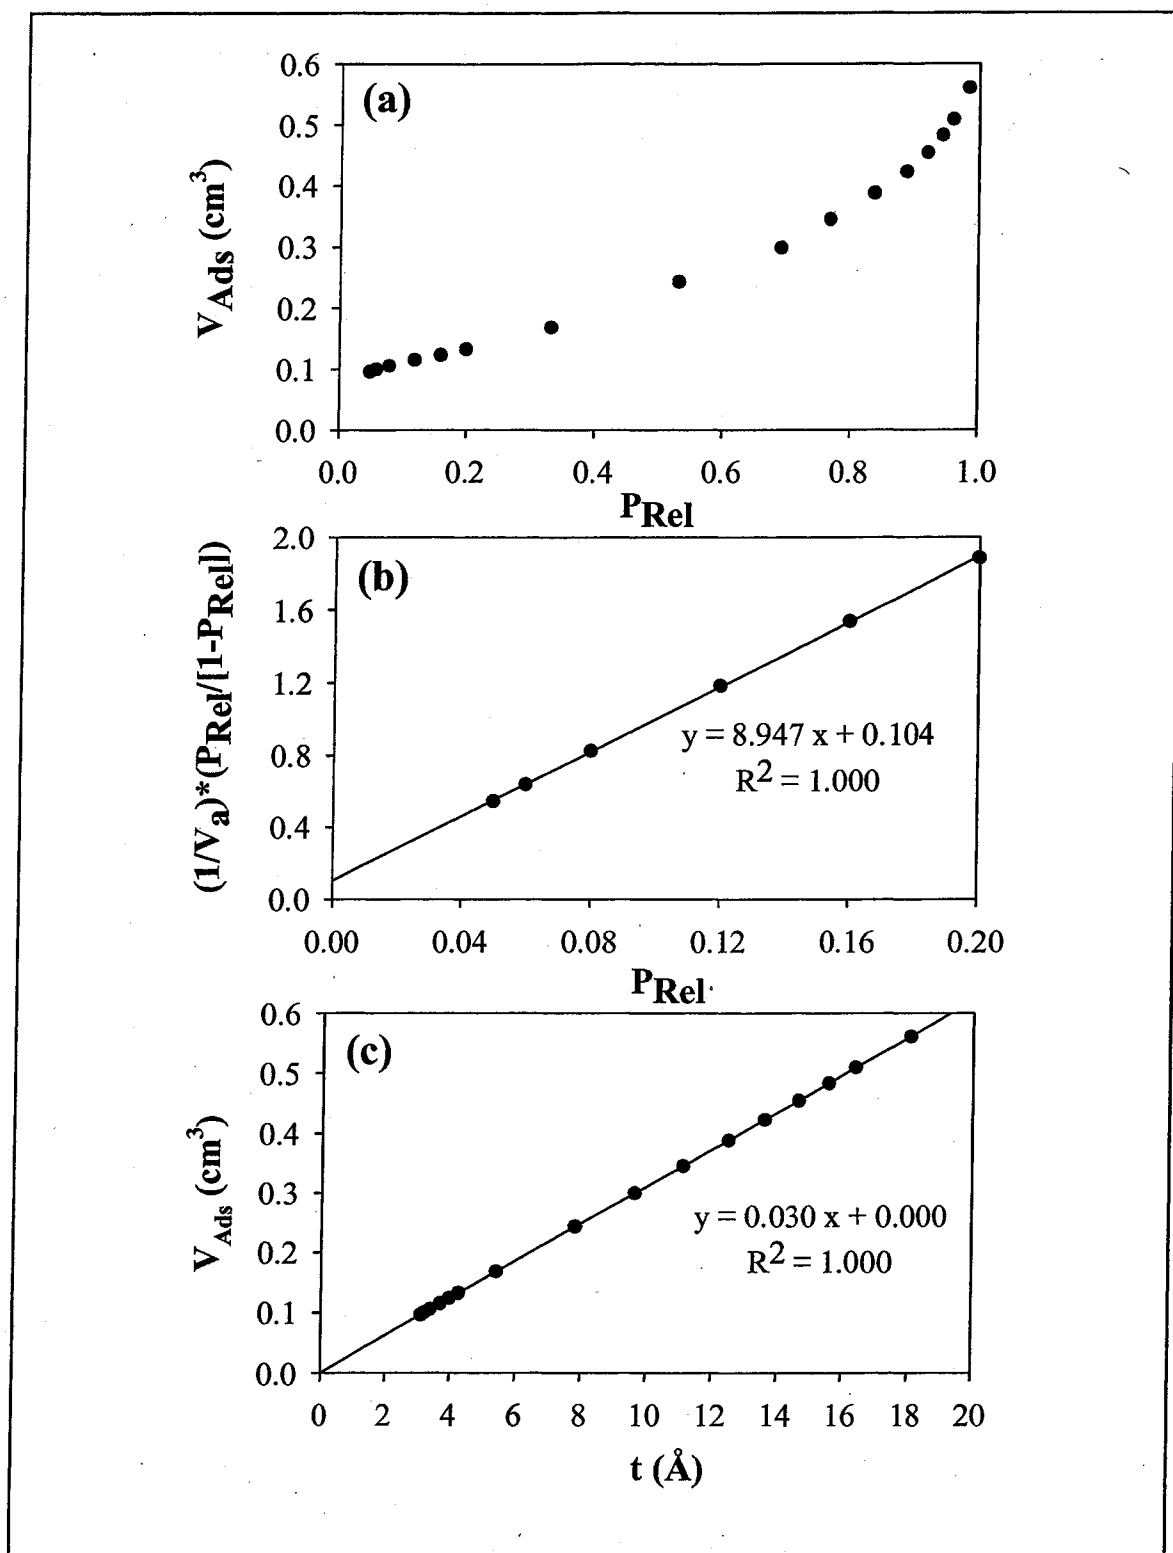 (a)
V_Ads (cm³)
0.6
0.5
0.4
0.3
0.2
0.1
0.0
0.0 0.2 0.4 0.6 0.8 1.0
P_Rel
(b)
(1/V_a)*(P_Rel/[1-P_Rel])
2.0
1.6
1.2
0.8
0.4
0.0
y = 8.947 x + 0.104
R² = 1.000
0.00 0.04 0.08 0.12 0.16 0.20
P_Rel
(c)
V_Ads (cm³)
0.6
0.5
0.4
0.3
0.2
0.1
0.0
y = 0.030 x + 0.000
R² = 1.000
0 2 4 6 8 10 12 14 16 18 20
t (Å)